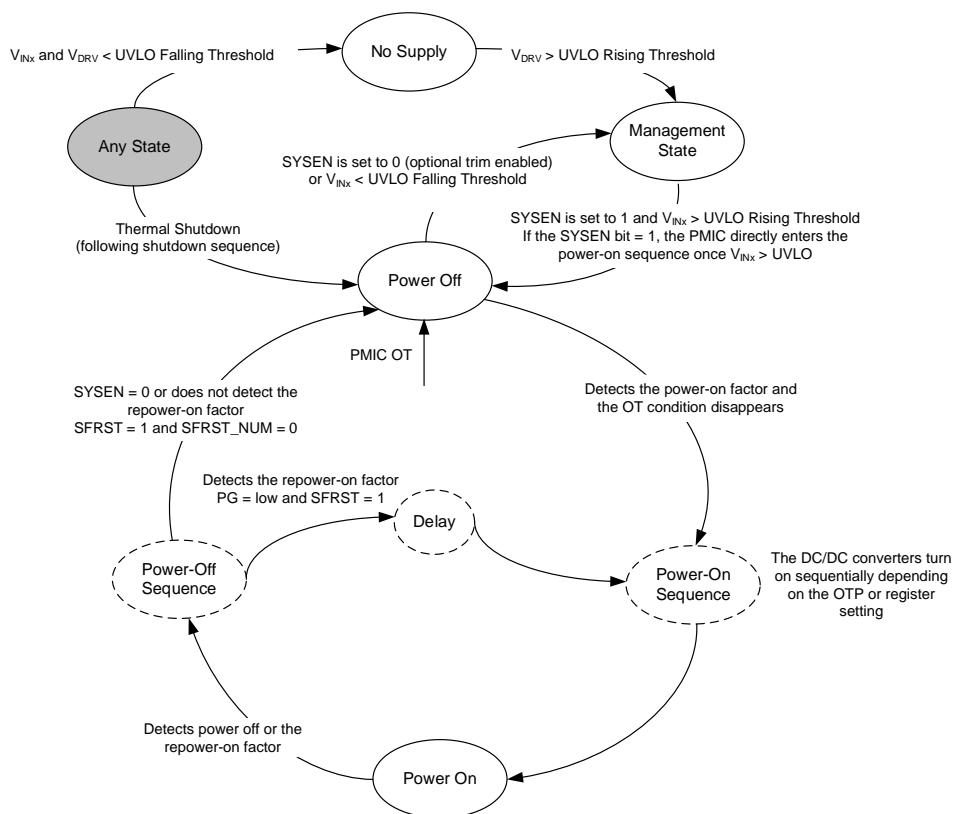 No Supply
V_INx and V_DRV < UVLO Falling Threshold
V_DRV > UVLO Rising Threshold
Any State
Management
State
SYSEN is set to 0 (optional trim enabled)
or V_INx < UVLO Falling Threshold
Thermal Shutdown
(following shutdown sequence)
SYSEN is set to 1 and V_INx > UVLO Rising Threshold
If the SYSEN bit = 1, the PMIC directly enters the
power-on sequence once V_INx > UVLO
Power Off
PMIC OT
SYSEN = 0 or does not detect the
repower-on factor
SFRST = 1 and SFRST_NUM = 0
Detects the power-on factor and
the OT condition disappears
Detects the repower-on factor
PG = low and SFRST = 1
Delay
Power-Off
Sequence
Power-On
Sequence
The DC/DC converters turn
on sequentially depending
on the OTP or register
setting
Detects power off or the
repower-on factor
Power On